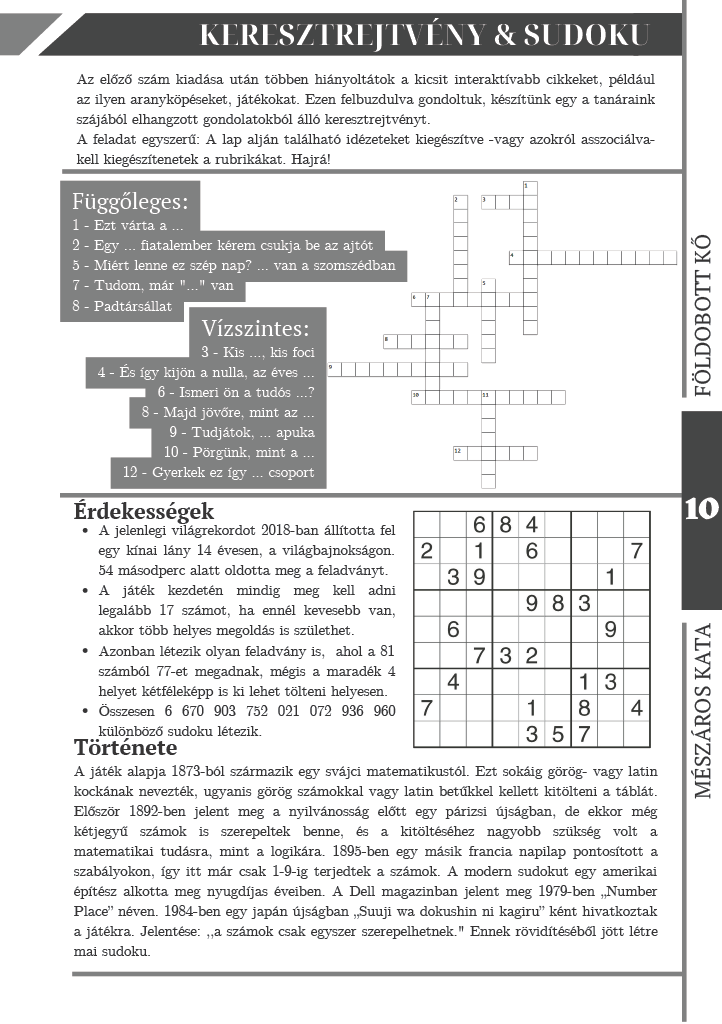 KERESZTREJTVÉNY & SUDOKU
Az előző szám kiadása után többen hiányoltátok a kicsit interaktívabb cikkeket, például
az ilyen aranyköpéseket, játékokat. Ezen felbuzdulva gondoltuk, készítünk egy a tanáraink
szájából elhangzott gondolatokból álló keresztrejtvényt.
A feladat egyszerű: A lap alján található idézeteket kiegészítve -vagy azokról asszociálva-
kell kiegészítenetek a rubrikákat. Hajrá!
Függőleges:
1 - Ezt várta a ...
2 - Egy ... fiatalember kérem csukja be az ajtót
5 - Miért lenne ez szép nap? ... van a szomszédban
7 - Tudom, már "..." van
8 - Padtársállat
Vízszintes:
3 - Kis ..., kis foci
4 - És így kijön a nulla, az éves ...
6 - Ismeri ön a tudós ...?
8 - Majd jövőre, mint az ...
9 - Tudjátok, ... apuka
10 - Pörgünk, mint a ...
12 - Gyerkek ez így ... csoport
1
2 3
4
5
6 7
8
9
10 11
12
FÖLDOBOTT KŐ
10
MÉSZÁROS KATA
Érdekességek
• A jelenlegi világrekordot 2018-ban állította fel
egy kínai lány 14 évesen, a világbajnokságon.
54 másodperc alatt oldotta meg a feladványt.
• A játék kezdetén mindig meg kell adni
legalább 17 számot, ha ennél kevesebb van,
akkor több helyes megoldás is születhet.
• Azonban létezik olyan feladvány is, ahol a 81
számból 77-et megadnak, mégis a maradék 4
helyet kétféleképp is ki lehet tölteni helyesen.
• Összesen 6 670 903 752 021 072 936 960
különböző sudoku létezik.
6 8 4
2 1 6 7
3 9 1
9 8 3
6 9
7 3 2
4 1 3
7 1 8 4
3 5 7
Története
A játék alapja 1873-ból származik egy svájci matematikustól. Ezt sokáig görög- vagy latin
kockának nevezték, ugyanis görög számokkal vagy latin betűkkel kellett kitölteni a táblát.
Először 1892-ben jelent meg a nyilvánosság előtt egy párizsi újságban, de ekkor még
kétjegyű számok is szerepeltek benne, és a kitöltéséhez nagyobb szükség volt a
matematikai tudásra, mint a logikára. 1895-ben egy másik francia napilap pontosított a
szabályokon, így itt már csak 1-9-ig terjedtek a számok. A modern sudokut egy amerikai
építész alkotta meg nyugdíjas éveiben. A Dell magazinban jelent meg 1979-ben „Number
Place” néven. 1984-ben egy japán újságban „Suuji wa dokushin ni kagiru” ként hivatkoztak
a játékra. Jelentése: ,,a számok csak egyszer szerepelhetnek." Ennek rövidítéséből jött létre
mai sudoku.